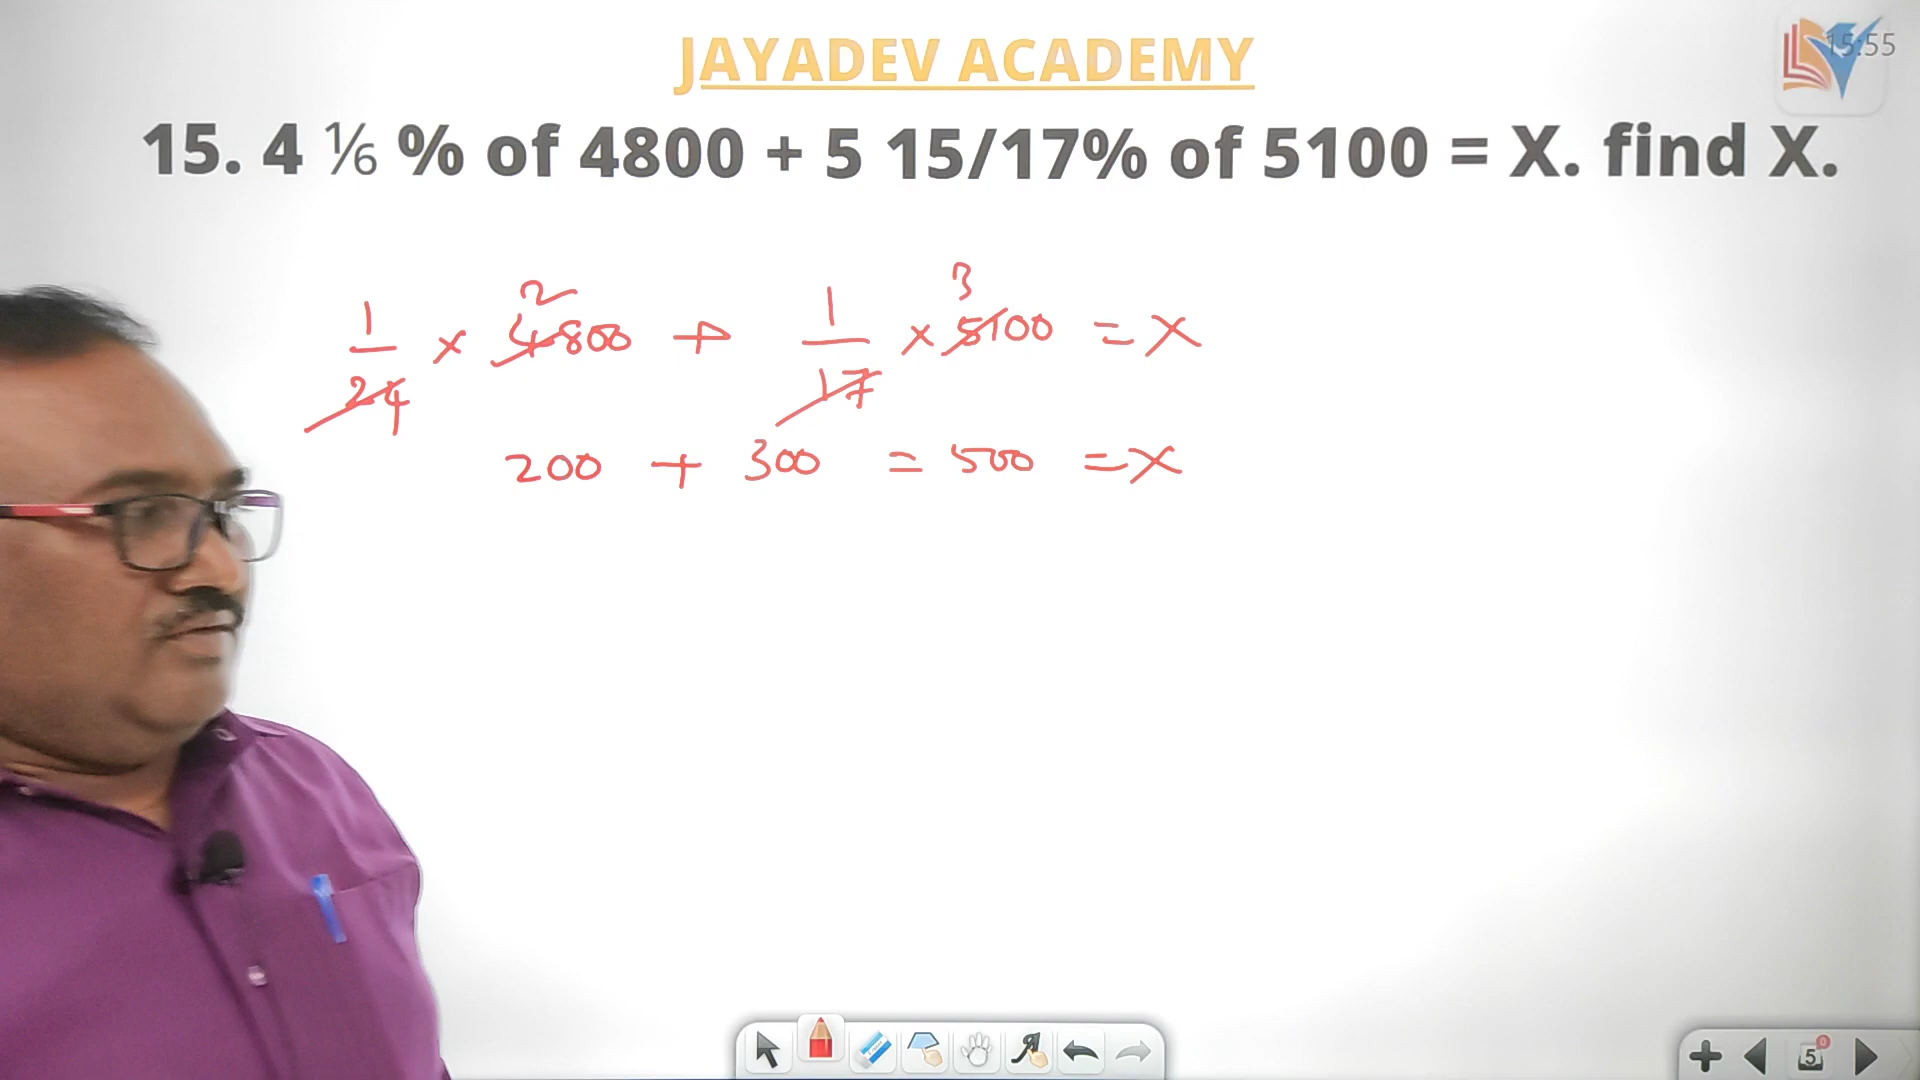 JAYADEV ACADEMY
15:55
15. 4 ⅙ % of 4800 + 5 15/17% of 5100 = X. find X.
2 3
1/24 × 4800 + 1/17 × 5100 = X
200 + 300 = 500 = X
5
0